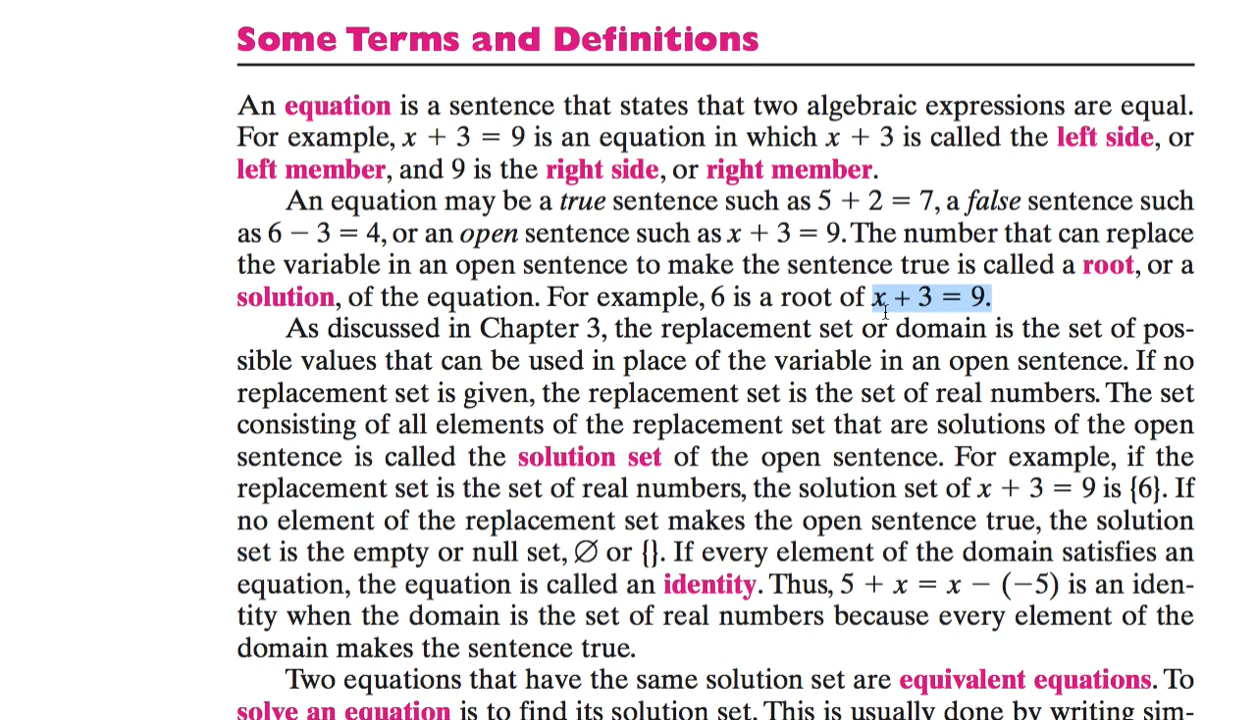 Some Terms and Definitions
An equation is a sentence that states that two algebraic expressions are equal.
For example, x + 3 = 9 is an equation in which x + 3 is called the left side, or
left member, and 9 is the right side, or right member.
An equation may be a true sentence such as 5 + 2 = 7, a false sentence such
as 6 − 3 = 4, or an open sentence such as x + 3 = 9. The number that can replace
the variable in an open sentence to make the sentence true is called a root, or a
solution, of the equation. For example, 6 is a root of x + 3 = 9.
As discussed in Chapter 3, the replacement set or domain is the set of pos-
sible values that can be used in place of the variable in an open sentence. If no
replacement set is given, the replacement set is the set of real numbers. The set
consisting of all elements of the replacement set that are solutions of the open
sentence is called the solution set of the open sentence. For example, if the
replacement set is the set of real numbers, the solution set of x + 3 = 9 is {6}. If
no element of the replacement set makes the open sentence true, the solution
set is the empty or null set, ∅ or {}. If every element of the domain satisfies an
equation, the equation is called an identity. Thus, 5 + x = x − (−5) is an iden-
tity when the domain is the set of real numbers because every element of the
domain makes the sentence true.
Two equations that have the same solution set are equivalent equations. To
solve an equation is to find its solution set. This is usually done by writing sim-